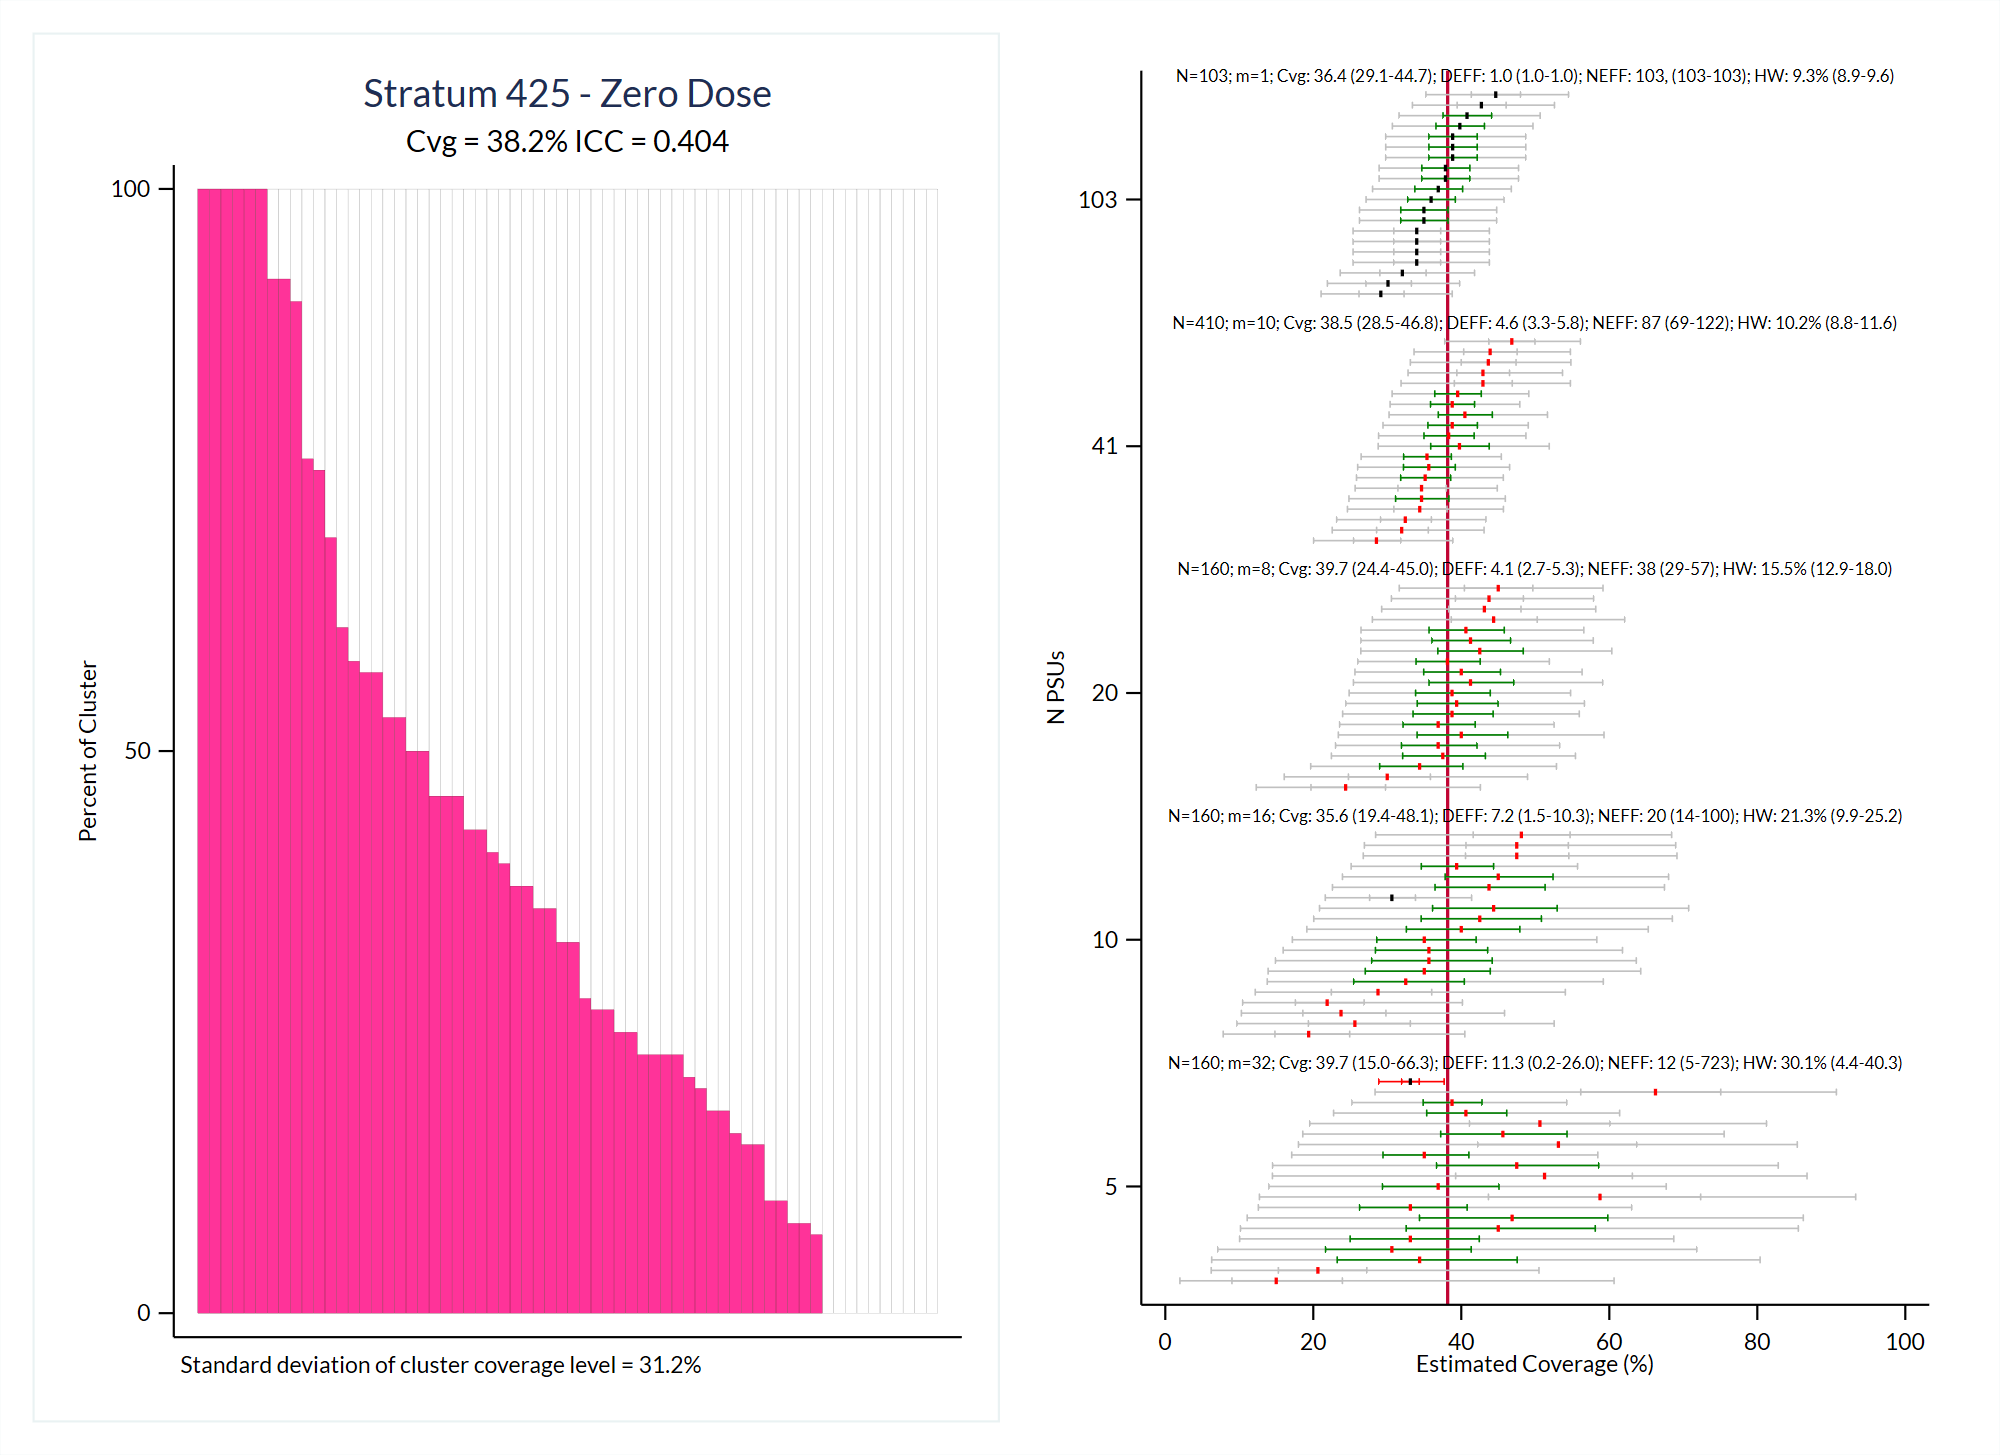 Stratum 425 - Zero Dose
Cvg = 38.2% ICC = 0.404
100
50
0
Percent of Cluster
Standard deviation of cluster coverage level = 31.2%
N=103; m=1; Cvg: 36.4 (29.1-44.7); DEFF: 1.0 (1.0-1.0); NEFF: 103, (103-103); HW: 9.3% (8.9-9.6)
103
N=410; m=10; Cvg: 38.5 (28.5-46.8); DEFF: 4.6 (3.3-5.8); NEFF: 87 (69-122); HW: 10.2% (8.8-11.6)
41
N=160; m=8; Cvg: 39.7 (24.4-45.0); DEFF: 4.1 (2.7-5.3); NEFF: 38 (29-57); HW: 15.5% (12.9-18.0)
20
N PSUs
N=160; m=16; Cvg: 35.6 (19.4-48.1); DEFF: 7.2 (1.5-10.3); NEFF: 20 (14-100); HW: 21.3% (9.9-25.2)
10
N=160; m=32; Cvg: 39.7 (15.0-66.3); DEFF: 11.3 (0.2-26.0); NEFF: 12 (5-723); HW: 30.1% (4.4-40.3)
5
0 20 40 60 80 100
Estimated Coverage (%)